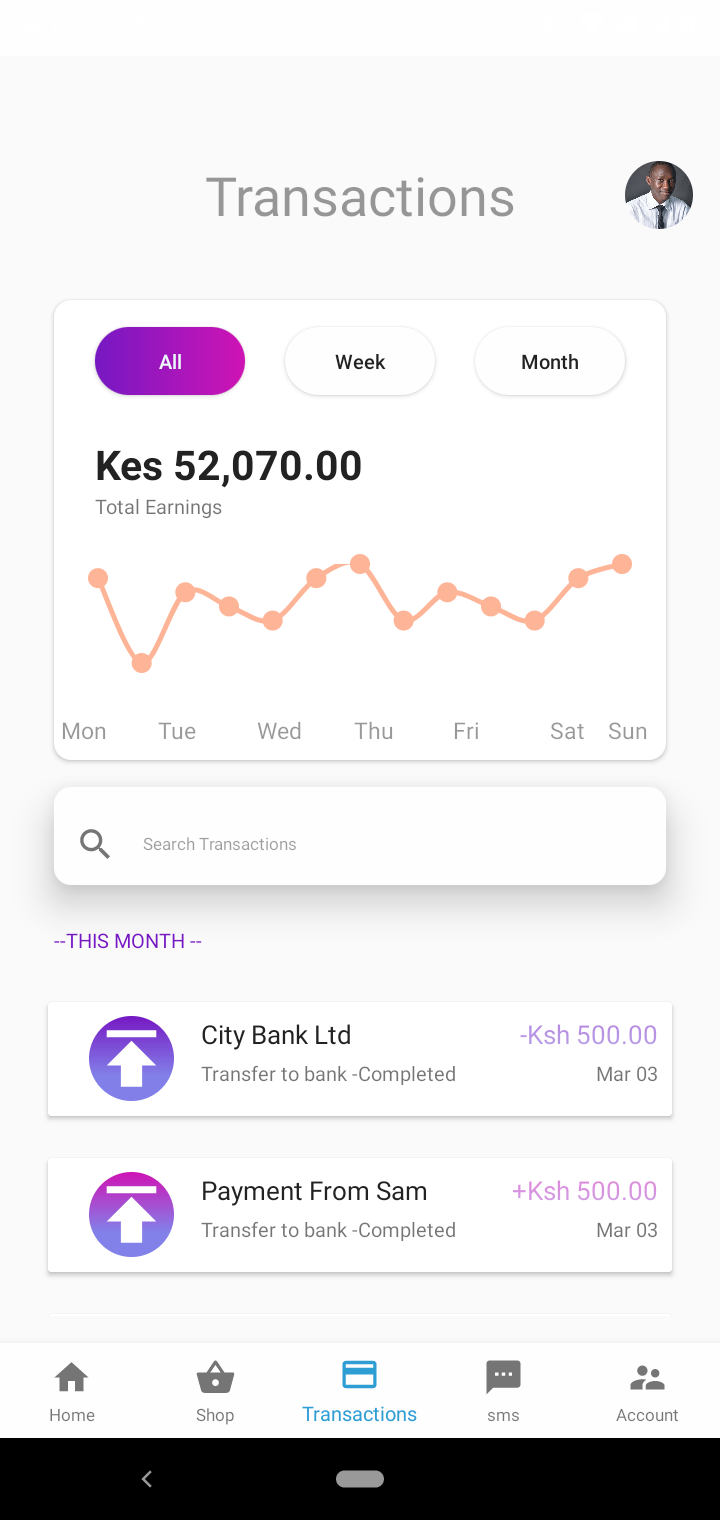 Transactions
All
Week
Month
Kes 52,070.00
Total Earnings
Mon Tue Wed Thu Fri Sat Sun
Search Transactions
--THIS MONTH --
City Bank Ltd -Ksh 500.00
Transfer to bank -Completed Mar 03
Payment From Sam +Ksh 500.00
Transfer to bank -Completed Mar 03
Home Shop Transactions sms Account